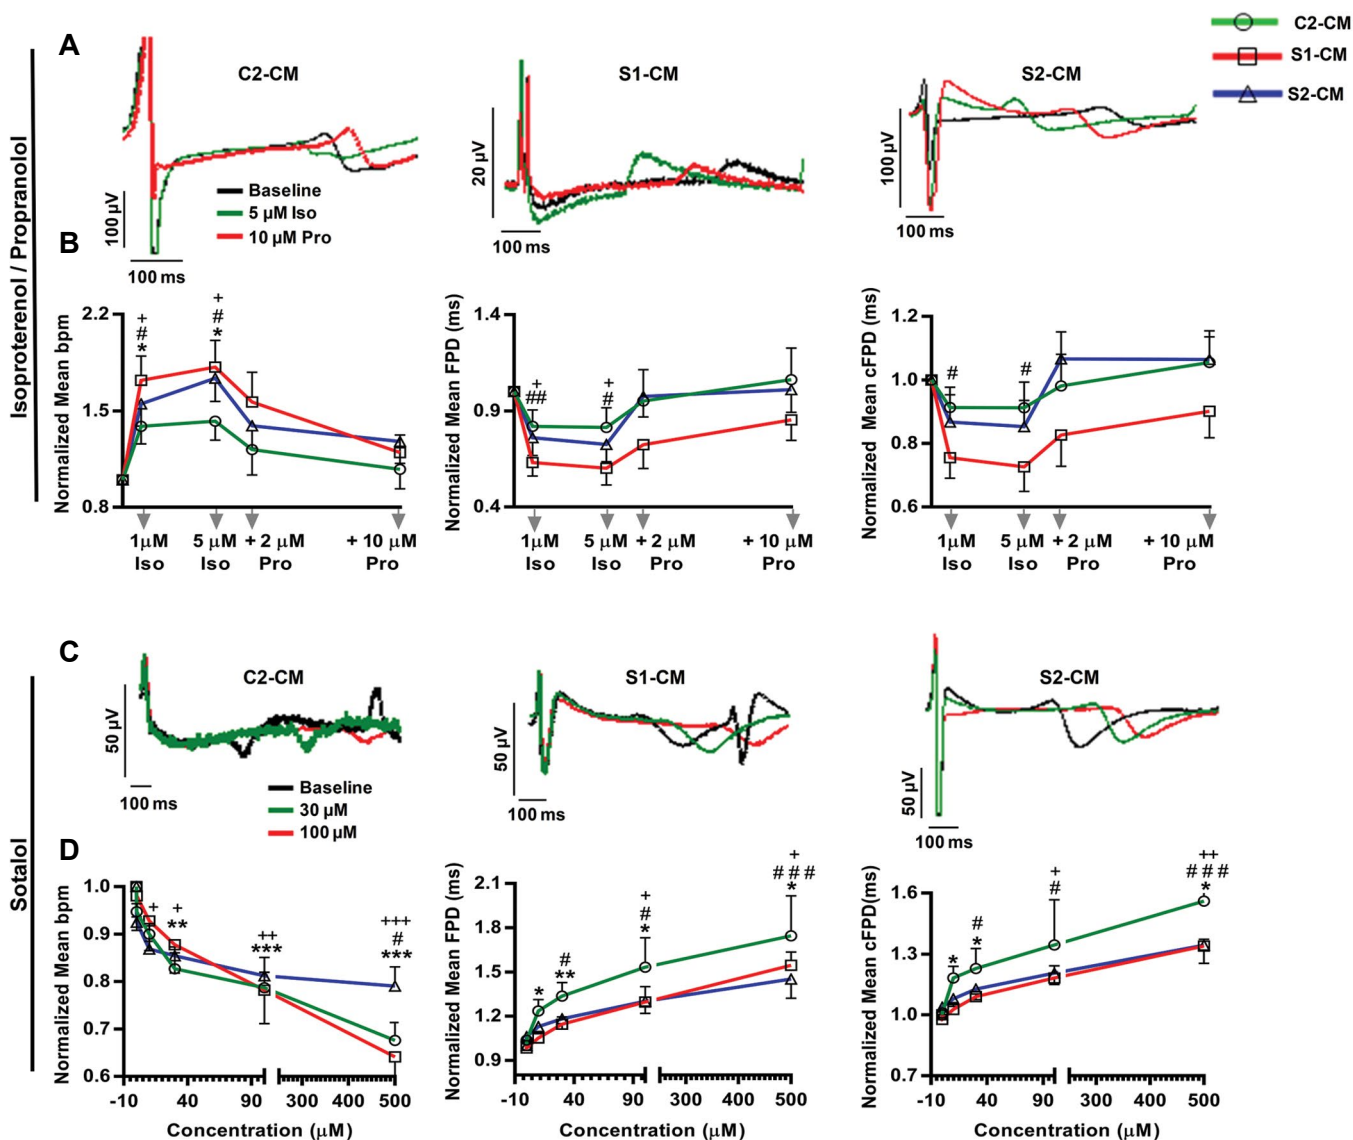 C2-CM
S1-CM
S2-CM
A
C2-CM
S1-CM
S2-CM
100 µV
Baseline
5 µM Iso
10 µM Pro
100 ms
20 µV
100 ms
100 µV
100 ms
Isoproterenol / Propranolol
B
Normalized Mean bpm
2.2
1.5
0.8
+
#
*
+
#
*
1µM
Iso
5 µM
Iso
+ 2 µM
Pro
+ 10 µM
Pro
Normalized Mean FPD (ms)
1.4
0.9
0.4
+
##
+
#
1µM
Iso
5 µM
Iso
+ 2 µM
Pro
+ 10 µM
Pro
Normalized Mean cFPD (ms)
1.2
1.0
0.8
0.6
#
#
1µM
Iso
5 µM
Iso
+ 2 µM
Pro
+ 10 µM
Pro
C
C2-CM
S1-CM
S2-CM
50 µV
100 ms
Baseline
30 µM
100 µM
50 µV
100 ms
50 µV
100 ms
Sotalol
D
Normalized Mean bpm
1.0
0.9
0.8
0.7
0.6
+
+
**
++
***
+++
#
***
-10 40 90 300 400 500
Concentration (µM)
Normalized Mean FPD (ms)
2.1
1.8
1.5
1.2
0.9
*
#
**
+
#
*
+
###
*
-10 40 90 300 400 500
Concentration (µM)
Normalized Mean cFPD(ms)
1.6
1.3
1.0
0.7
*
#
*
+
#
++
###
*
-10 40 90 300 400 500
Concentration (µM)